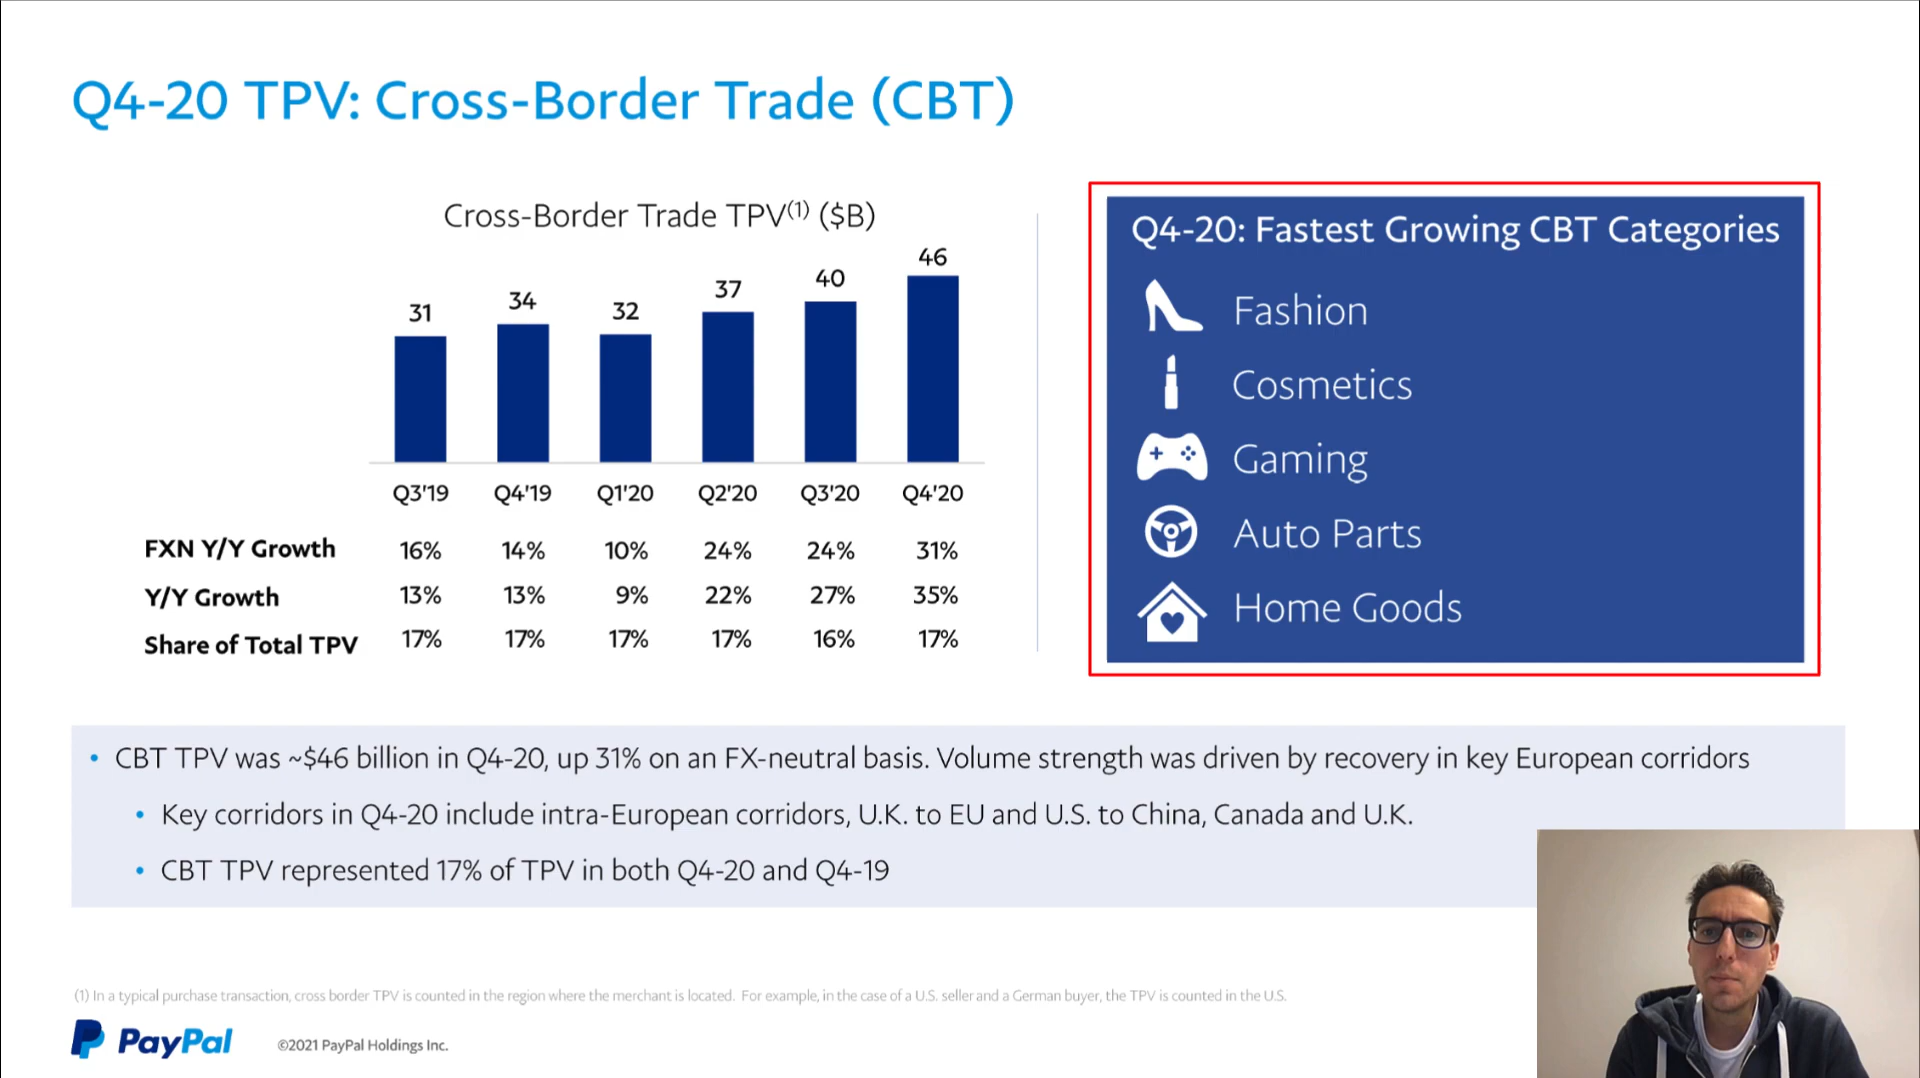 Q4-20 TPV: Cross-Border Trade (CBT)
Cross-Border Trade TPV(1) ($B)
31 34 32 37 40 46
Q3'19 Q4'19 Q1'20 Q2'20 Q3'20 Q4'20
FXN Y/Y Growth 16% 14% 10% 24% 24% 31%
Y/Y Growth 13% 13% 9% 22% 27% 35%
Share of Total TPV 17% 17% 17% 17% 16% 17%
Q4-20: Fastest Growing CBT Categories
Fashion
Cosmetics
Gaming
Auto Parts
Home Goods
• CBT TPV was ~$46 billion in Q4-20, up 31% on an FX-neutral basis. Volume strength was driven by recovery in key European corridors
• Key corridors in Q4-20 include intra-European corridors, U.K. to EU and U.S. to China, Canada and U.K.
• CBT TPV represented 17% of TPV in both Q4-20 and Q4-19
(1) In a typical purchase transaction, cross border TPV is counted in the region where the merchant is located. For example, in the case of a U.S. seller and a German buyer, the TPV is counted in the U.S.
PayPal
©2021 PayPal Holdings Inc.